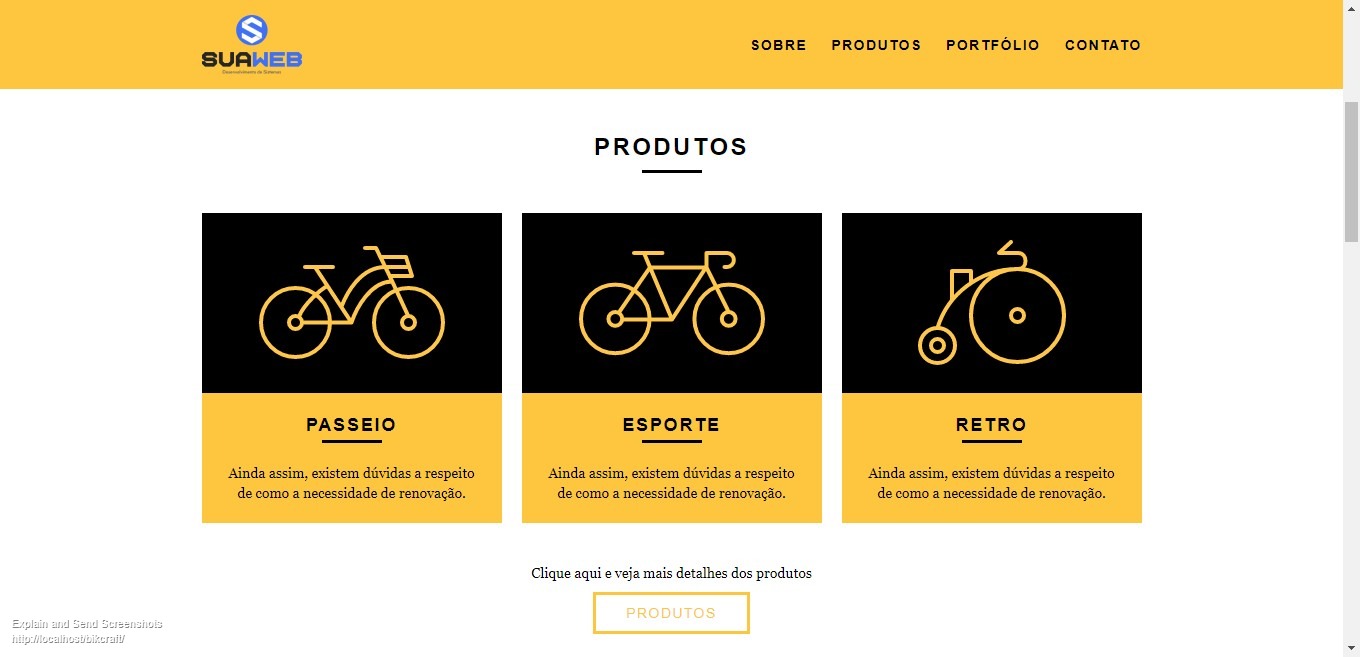 SUAWEB
Desenvolvimento de Sistemas
SOBRE PRODUTOS PORTFÓLIO CONTATO
PRODUTOS
PASSEIO
Ainda assim, existem dúvidas a respeito
de como a necessidade de renovação.
ESPORTE
Ainda assim, existem dúvidas a respeito
de como a necessidade de renovação.
RETRO
Ainda assim, existem dúvidas a respeito
de como a necessidade de renovação.
Clique aqui e veja mais detalhes dos produtos
PRODUTOS
Explain and Send Screenshots
http://localhost/bikcraft/